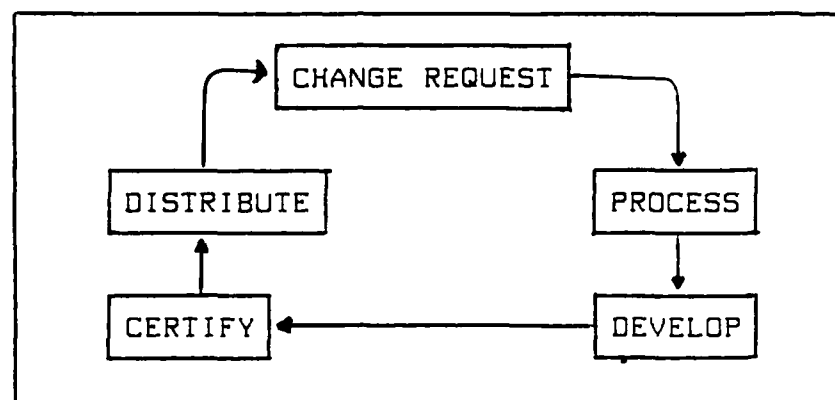 CHANGE REQUEST
DISTRIBUTE
PROCESS
CERTIFY
DEVELOP